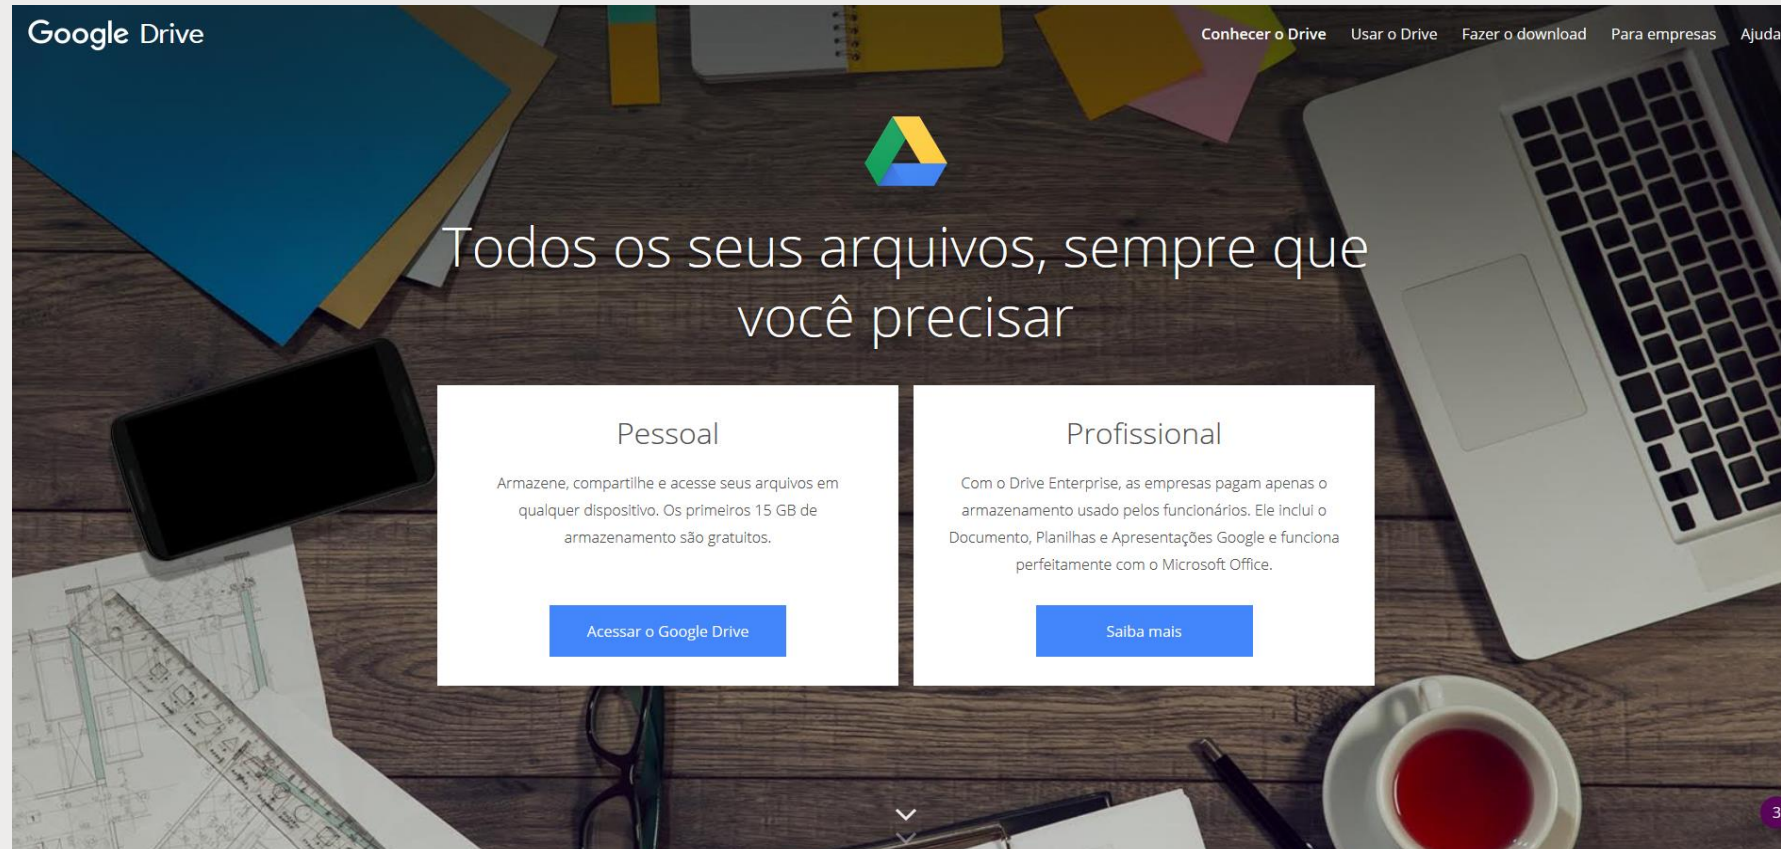 Google Drive
Conhecer o Drive Usar o Drive Fazer o download Para empresas Ajuda
Todos os seus arquivos, sempre que
você precisar
Pessoal
Armazene, compartilhe e acesse seus arquivos em
qualquer dispositivo. Os primeiros 15 GB de
armazenamento são gratuitos.
Acessar o Google Drive
Profissional
Com o Drive Enterprise, as empresas pagam apenas o
armazenamento usado pelos funcionários. Ele inclui o
Documento, Planilhas e Apresentações Google e funciona
perfeitamente com o Microsoft Office.
Saiba mais
3